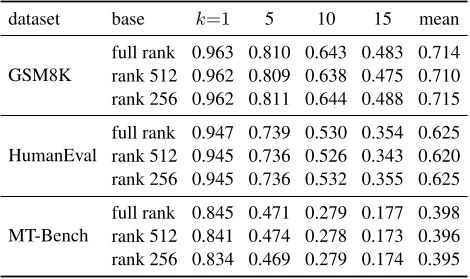 dataset base k=1 5 10 15 mean
full rank 0.963 0.810 0.643 0.483 0.714
GSM8K rank 512 0.962 0.809 0.638 0.475 0.710
rank 256 0.962 0.811 0.644 0.488 0.715
full rank 0.947 0.739 0.530 0.354 0.625
HumanEval rank 512 0.945 0.736 0.526 0.343 0.620
rank 256 0.945 0.736 0.532 0.355 0.625
full rank 0.845 0.471 0.279 0.177 0.398
MT-Bench rank 512 0.841 0.474 0.278 0.173 0.396
rank 256 0.834 0.469 0.279 0.174 0.395